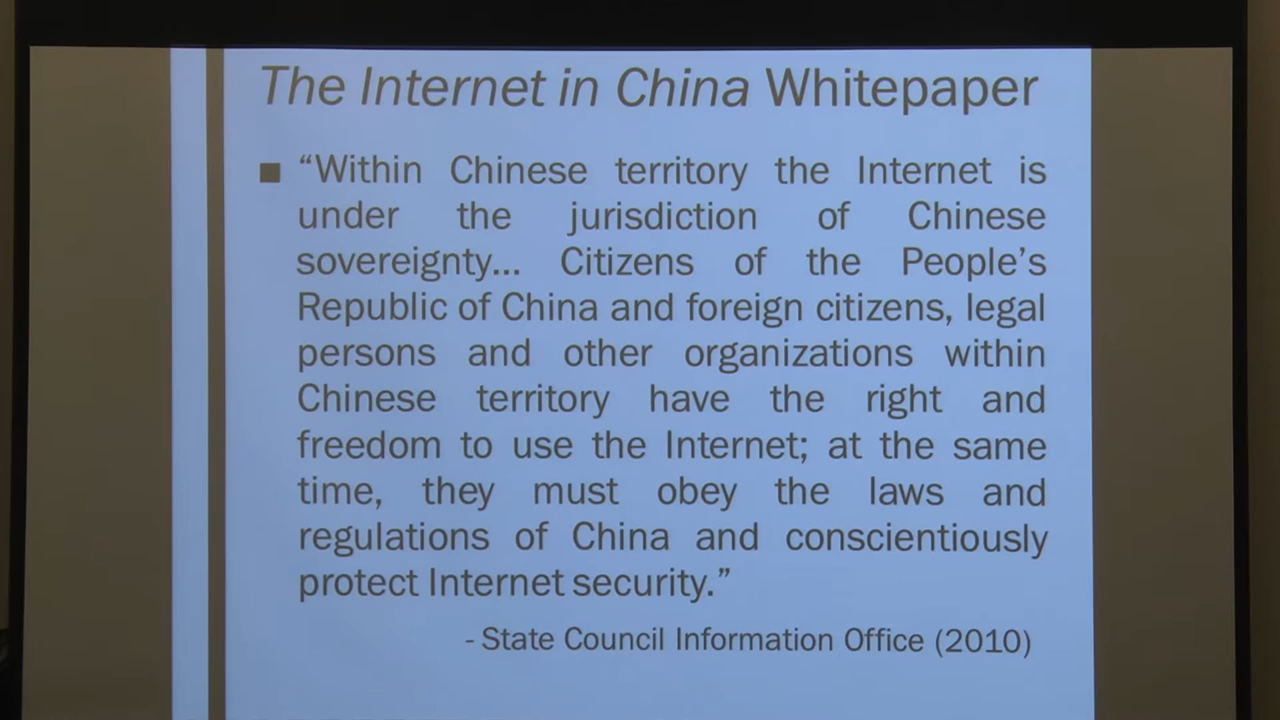 The Internet in China Whitepaper
“Within Chinese territory the Internet is
under the jurisdiction of Chinese
sovereignty... Citizens of the People’s
Republic of China and foreign citizens, legal
persons and other organizations within
Chinese territory have the right and
freedom to use the Internet; at the same
time, they must obey the laws and
regulations of China and conscientiously
protect Internet security.”
- State Council Information Office (2010)